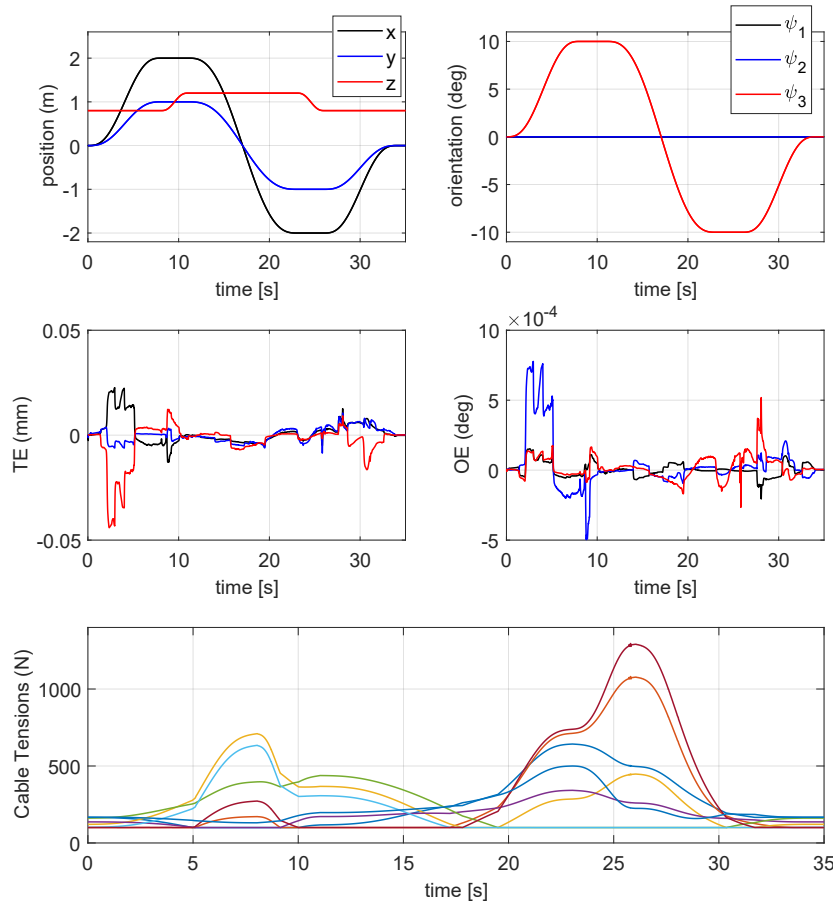 x
y
z
2
1
0
-1
-2
position (m)
0 10 20 30
time [s]
ψ1
ψ2
ψ3
10
5
0
-5
-10
orientation (deg)
0 10 20 30
time [s]
0.05
0
-0.05
TE (mm)
0 10 20 30
time [s]
×10-4
10
5
0
-5
OE (deg)
0 10 20 30
time [s]
1000
500
0
Cable Tensions (N)
0 5 10 15 20 25 30 35
time [s]